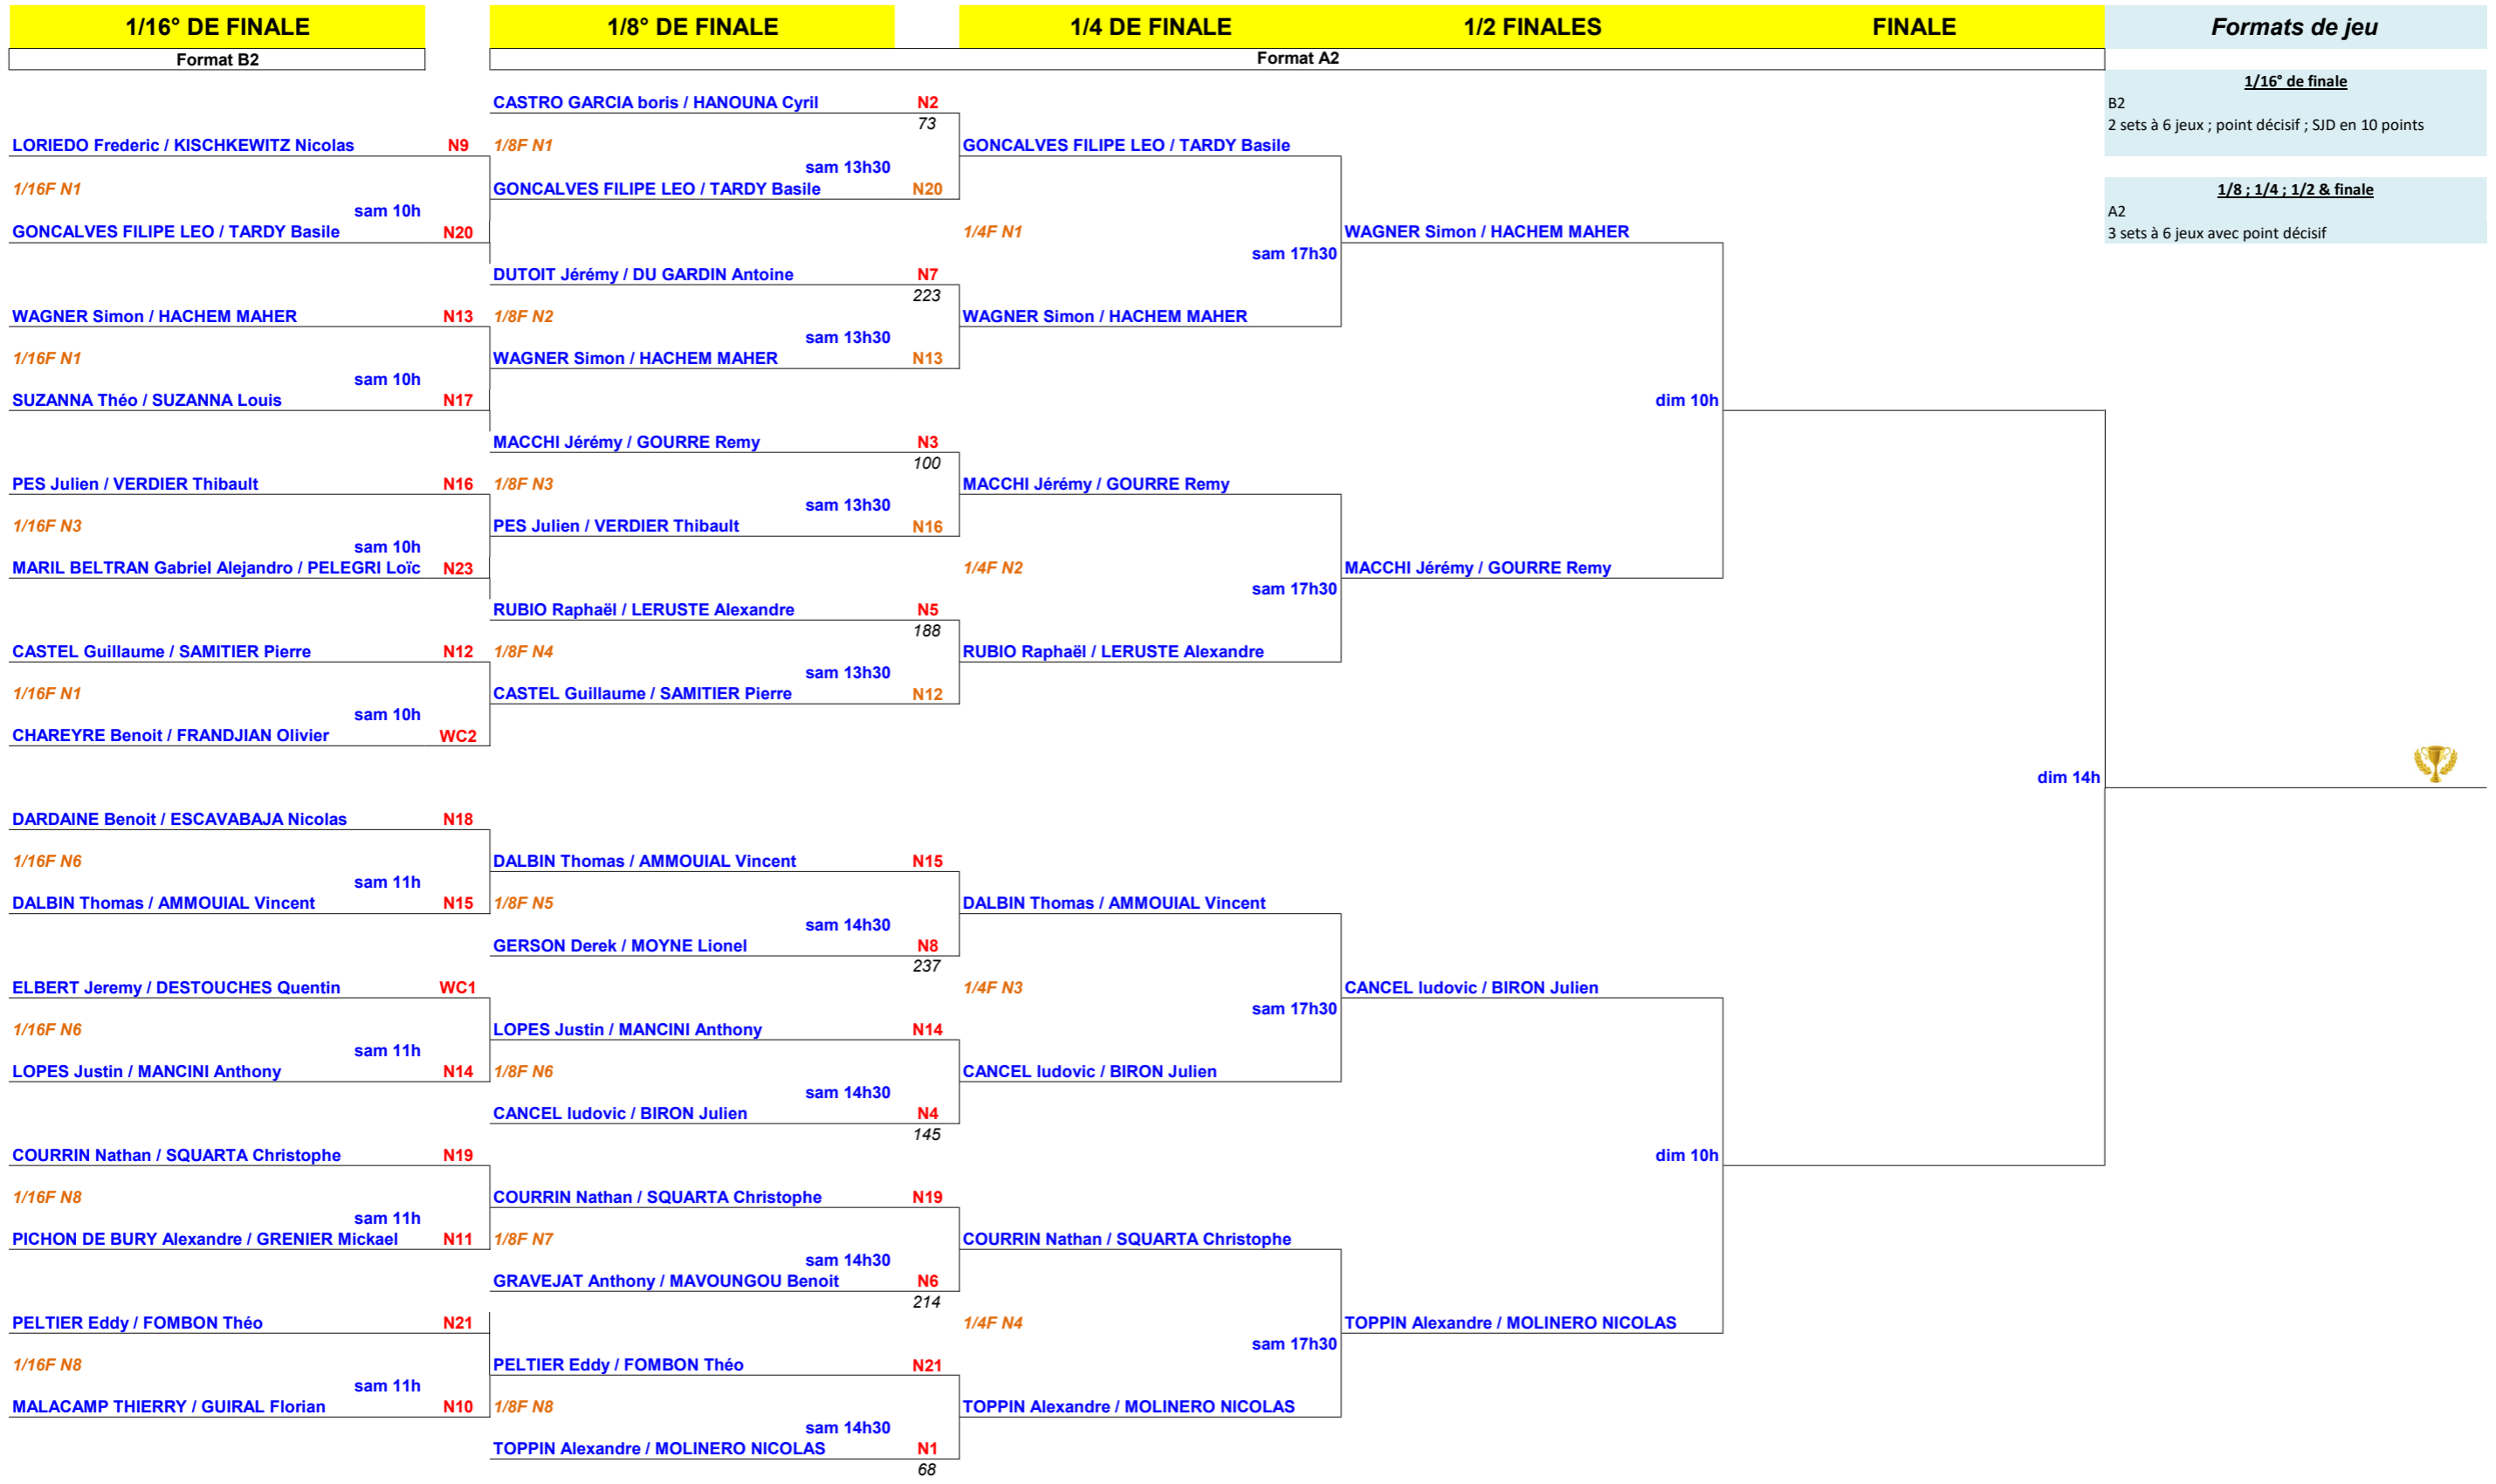 1/16° DE FINALE
1/8° DE FINALE
1/4 DE FINALE
1/2 FINALES
FINALE
Formats de jeu
Format B2
Format A2
1/16° de finale
B2
2 sets à 6 jeux ; point décisif ; SJD en 10 points
1/8 ; 1/4 ; 1/2 & finale
A2
3 sets à 6 jeux avec point décisif
LORIEDO Frederic / KISCHKEWITZ Nicolas N9
1/16F N1
sam 10h
GONCALVES FILIPE LEO / TARDY Basile N20
WAGNER Simon / HACHEM MAHER N13
1/16F N1
sam 10h
SUZANNA Théo / SUZANNA Louis N17
PES Julien / VERDIER Thibault N16
1/16F N3
sam 10h
MARIL BELTRAN Gabriel Alejandro / PELEGRI Loïc N23
CASTEL Guillaume / SAMITIER Pierre N12
1/16F N1
sam 10h
CHAREYRE Benoit / FRANDJIAN Olivier WC2
DARDAINE Benoit / ESCAVABAJA Nicolas N18
1/16F N6
sam 11h
DALBIN Thomas / AMMOUIAL Vincent N15
ELBERT Jeremy / DESTOUCHES Quentin WC1
1/16F N6
sam 11h
LOPES Justin / MANCINI Anthony N14
COURRIN Nathan / SQUARTA Christophe N19
1/16F N8
sam 11h
PICHON DE BURY Alexandre / GRENIER Mickael N11
PELTIER Eddy / FOMBON Théo N21
1/16F N8
sam 11h
MALACAMP THIERRY / GUIRAL Florian N10
CASTRO GARCIA boris / HANOUNA Cyril N2
73
1/8F N1
sam 13h30
GONCALVES FILIPE LEO / TARDY Basile N20
DUTOIT Jérémy / DU GARDIN Antoine N7
223
1/8F N2
sam 13h30
WAGNER Simon / HACHEM MAHER N13
MACCHI Jérémy / GOURRE Remy N3
100
1/8F N3
sam 13h30
PES Julien / VERDIER Thibault N16
RUBIO Raphaël / LERUSTE Alexandre N5
188
1/8F N4
sam 13h30
CASTEL Guillaume / SAMITIER Pierre N12
DALBIN Thomas / AMMOUIAL Vincent N15
1/8F N5
sam 14h30
GERSON Derek / MOYNE Lionel N8
237
LOPES Justin / MANCINI Anthony N14
1/8F N6
sam 14h30
CANCEL ludovic / BIRON Julien N4
145
COURRIN Nathan / SQUARTA Christophe N19
1/8F N7
sam 14h30
GRAVEJAT Anthony / MAVOUNGOU Benoit N6
214
PELTIER Eddy / FOMBON Théo N21
1/8F N8
sam 14h30
TOPPIN Alexandre / MOLINERO NICOLAS N1
68
GONCALVES FILIPE LEO / TARDY Basile
1/4F N1
sam 17h30
WAGNER Simon / HACHEM MAHER
MACCHI Jérémy / GOURRE Remy
1/4F N2
sam 17h30
RUBIO Raphaël / LERUSTE Alexandre
DALBIN Thomas / AMMOUIAL Vincent
1/4F N3
sam 17h30
CANCEL ludovic / BIRON Julien
COURRIN Nathan / SQUARTA Christophe
1/4F N4
sam 17h30
TOPPIN Alexandre / MOLINERO NICOLAS
WAGNER Simon / HACHEM MAHER
dim 10h
MACCHI Jérémy / GOURRE Remy
CANCEL ludovic / BIRON Julien
dim 10h
TOPPIN Alexandre / MOLINERO NICOLAS
dim 14h